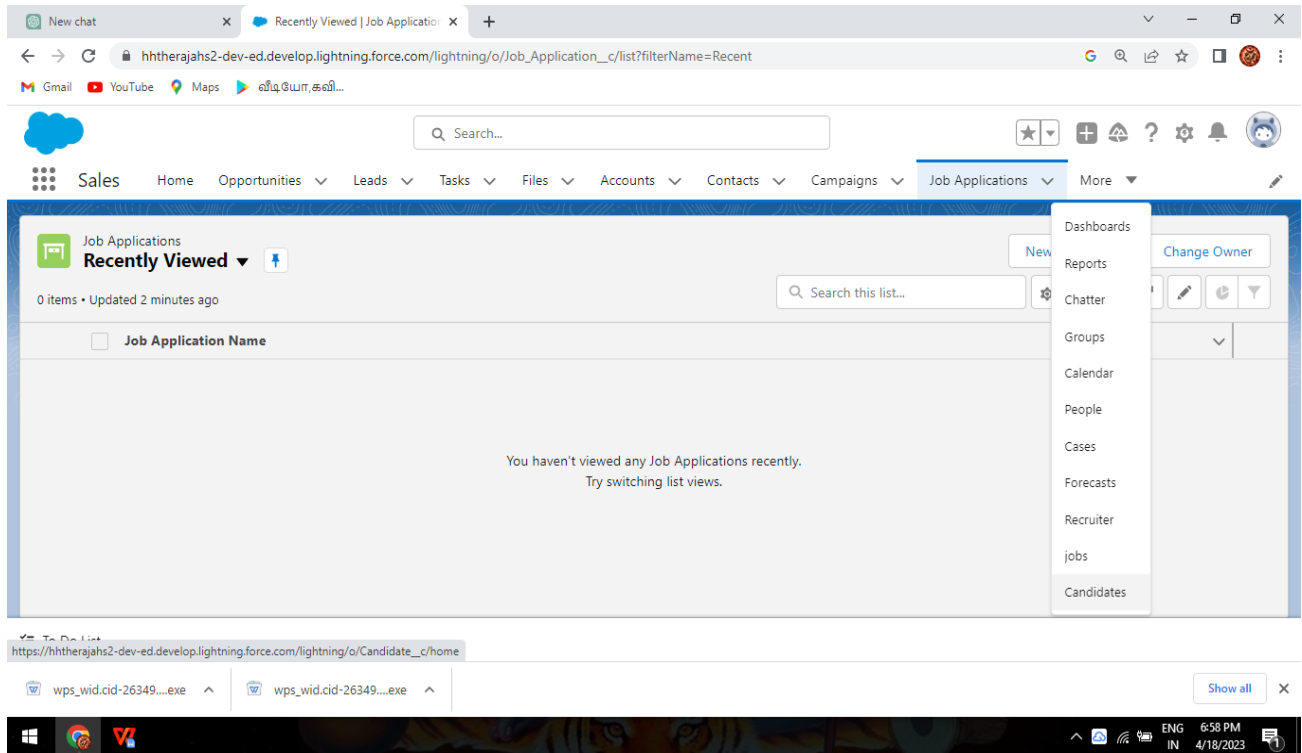 New chat
Recently Viewed | Job Application
hhtherajahs2-dev-ed.develop.lightning.force.com/lightning/o/Job_Application__c/list?filterName=Recent
Gmail YouTube Maps வீடியோ,கவி...
Search...
Sales Home Opportunities Leads Tasks Files Accounts Contacts Campaigns Job Applications More
Job Applications
Recently Viewed
New
Change Owner
0 items • Updated 2 minutes ago
Search this list...
Job Application Name
You haven't viewed any Job Applications recently.
Try switching list views.
Dashboards
Reports
Chatter
Groups
Calendar
People
Cases
Forecasts
Recruiter
jobs
Candidates
To Do List
https://hhtherajahs2-dev-ed.develop.lightning.force.com/lightning/o/Candidate__c/home
wps_wid.cid-26349....exe wps_wid.cid-26349....exe Show all
ENG 6:58 PM
IN 4/18/2023
1